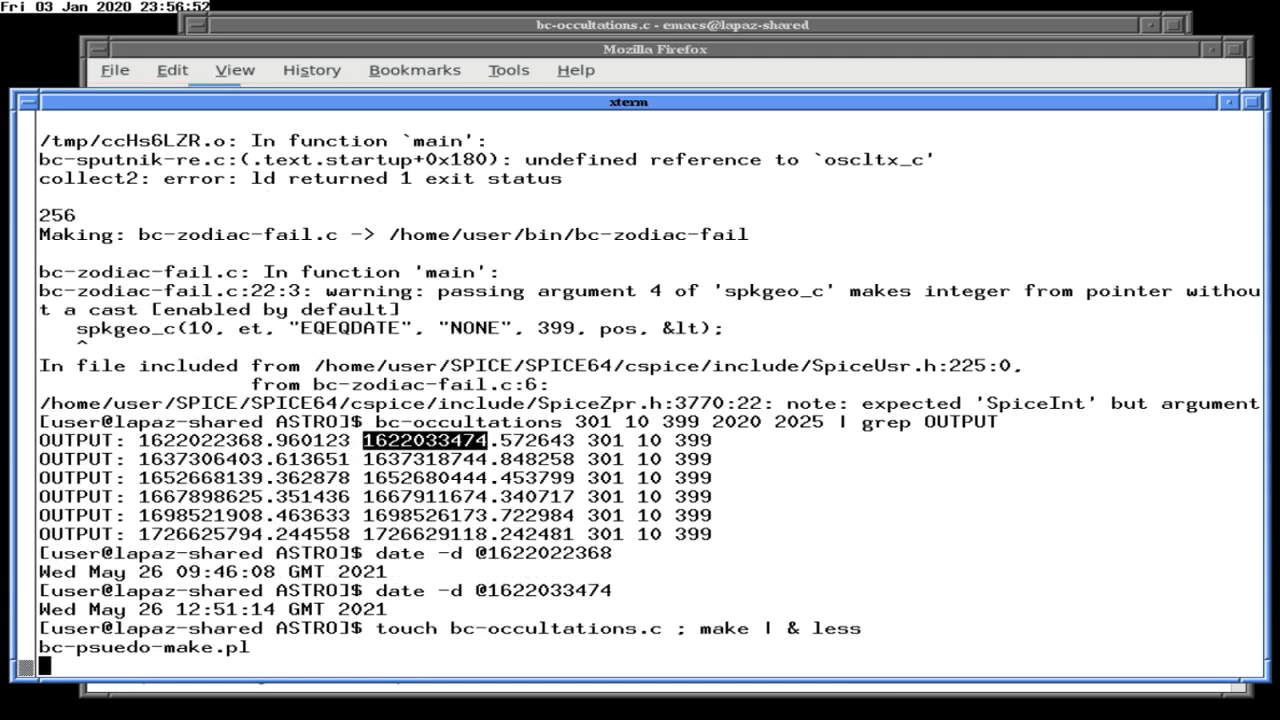 Fri 03 Jan 2020 23:56:52
bc-occultations.c - emacs@lapaz-shared
Mozilla Firefox
File Edit View History Bookmarks Tools Help
xterm
/tmp/ccHs6LZR.o: In function `main':
bc-sputnik-re.c:(.text.startup+0x180): undefined reference to `oscltx_c'
collect2: error: ld returned 1 exit status
256
Making: bc-zodiac-fail.c -> /home/user/bin/bc-zodiac-fail
bc-zodiac-fail.c: In function 'main':
bc-zodiac-fail.c:22:3: warning: passing argument 4 of 'spkgeo_c' makes integer from pointer withou
t a cast [enabled by default]
spkgeo_c(10, et, "EQEQDATE", "NONE", 399, pos, &lt);
^
In file included from /home/user/SPICE/SPICE64/cspice/include/SpiceUsr.h:225:0,
from bc-zodiac-fail.c:6:
/home/user/SPICE/SPICE64/cspice/include/SpiceZpr.h:3770:22: note: expected 'SpiceInt' but argument
[user@lapaz-shared ASTRO]$ bc-occultations 301 10 399 2020 2025 | grep OUTPUT
OUTPUT: 1622022368.960123 1622033474.572643 301 10 399
OUTPUT: 1637306403.613651 1637318744.848258 301 10 399
OUTPUT: 1652668139.362878 1652680444.453799 301 10 399
OUTPUT: 1667898625.351436 1667911674.340717 301 10 399
OUTPUT: 1698521908.463633 1698526173.722984 301 10 399
OUTPUT: 1726625794.244558 1726629118.242481 301 10 399
[user@lapaz-shared ASTRO]$ date -d @1622022368
Wed May 26 09:46:08 GMT 2021
[user@lapaz-shared ASTRO]$ date -d @1622033474
Wed May 26 12:51:14 GMT 2021
[user@lapaz-shared ASTRO]$ touch bc-occultations.c ; make | & less
bc-psuedo-make.pl